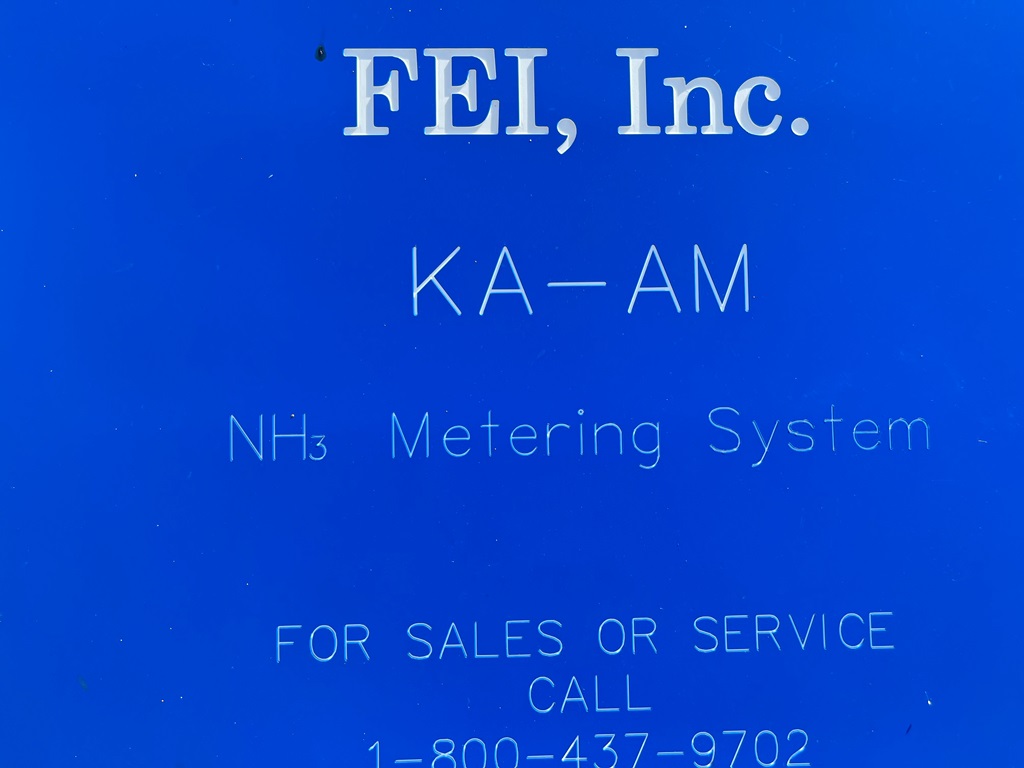 FEI, Inc.
KA-AM
NH₃ Metering System
FOR SALES OR SERVICE
CALL
1-800-437-9702